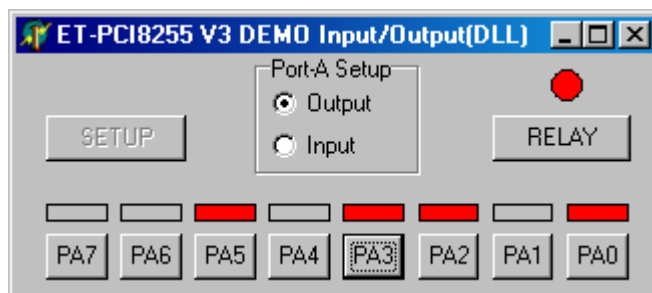 ET-PCI8255 V3 DEMO Input/Output(DLL)
Port-A Setup
Output
SETUP
Input
RELAY
PA7 PA6 PA5 PA4 PA3 PA2 PA1 PA0